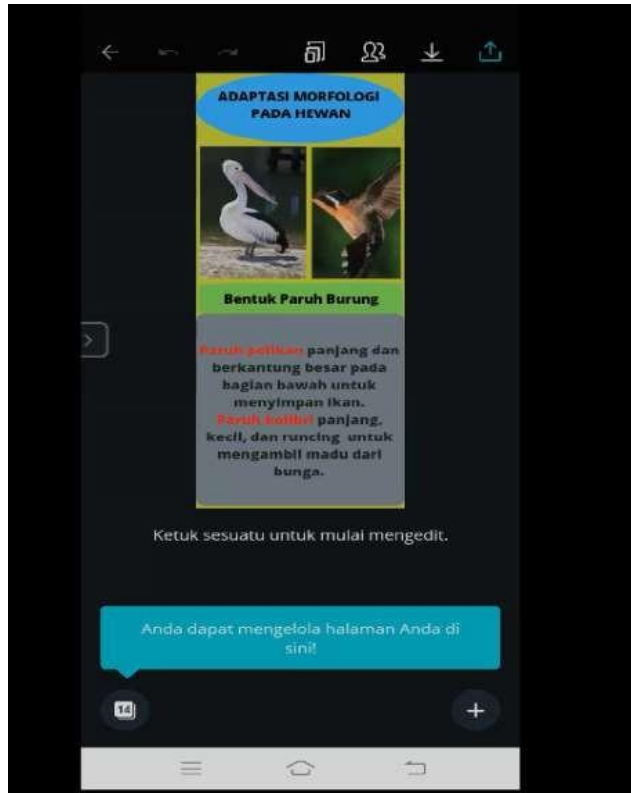 ADAPTASI MORFOLOGI
PADA HEWAN
Bentuk Paruh Burung
Paruh pelikan panjang dan
berkantung besar pada
bagian bawah untuk
menyimpan ikan.
Paruh kolibri panjang,
kecil, dan runcing untuk
mengambil madu dari
bunga.
Ketuk sesuatu untuk mulai mengedit.
Anda dapat mengelola halaman Anda di
sini!
14